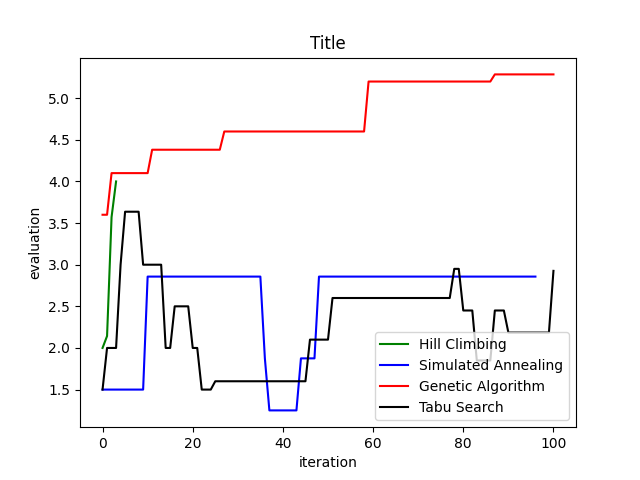 Title
evaluation
5.0
4.5
4.0
3.5
3.0
2.5
2.0
1.5
Hill Climbing
Simulated Annealing
Genetic Algorithm
Tabu Search
0 20 40 60 80 100
iteration